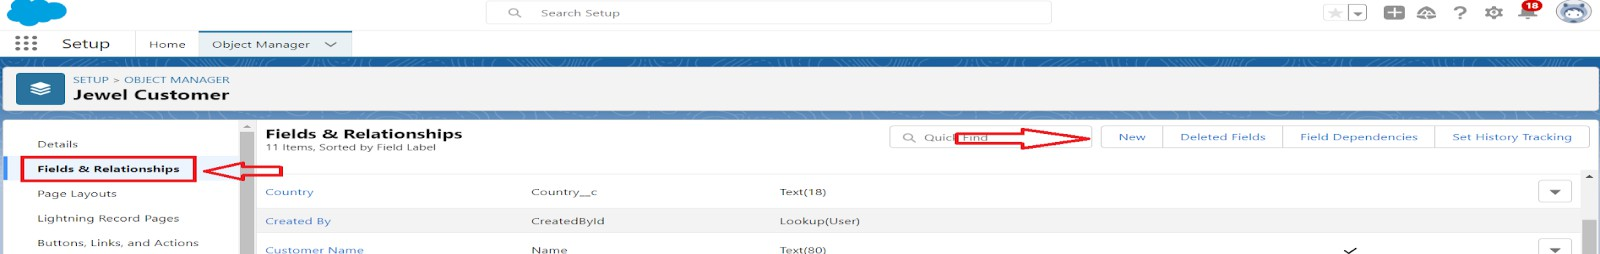 Search Setup
18
Setup Home Object Manager
SETUP > OBJECT MANAGER
Jewel Customer
Details
Fields & Relationships
Page Layouts
Lightning Record Pages
Buttons, Links, and Actions
Fields & Relationships
11 Items, Sorted by Field Label
Quick Find
New Deleted Fields Field Dependencies Set History Tracking
Country Country__c Text(18)
Created By CreatedById Lookup(User)
Customer Name Name Text(80)